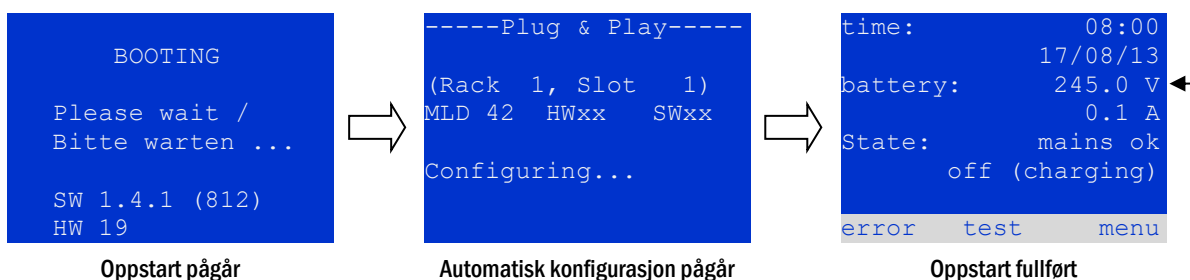 BOOTING
Please wait /
Bitte warten ...
SW 1.4.1 (812)
HW 19
Oppstart pågår
-----Plug & Play-----
(Rack 1, Slot 1)
MLD 42 HWxx SWxx
Configuring...
Automatisk konfigurasjon pågår
time: 08:00
17/08/13
battery: 245.0 V
0.1 A
State: mains ok
off (charging)
error test menu
Oppstart fullført